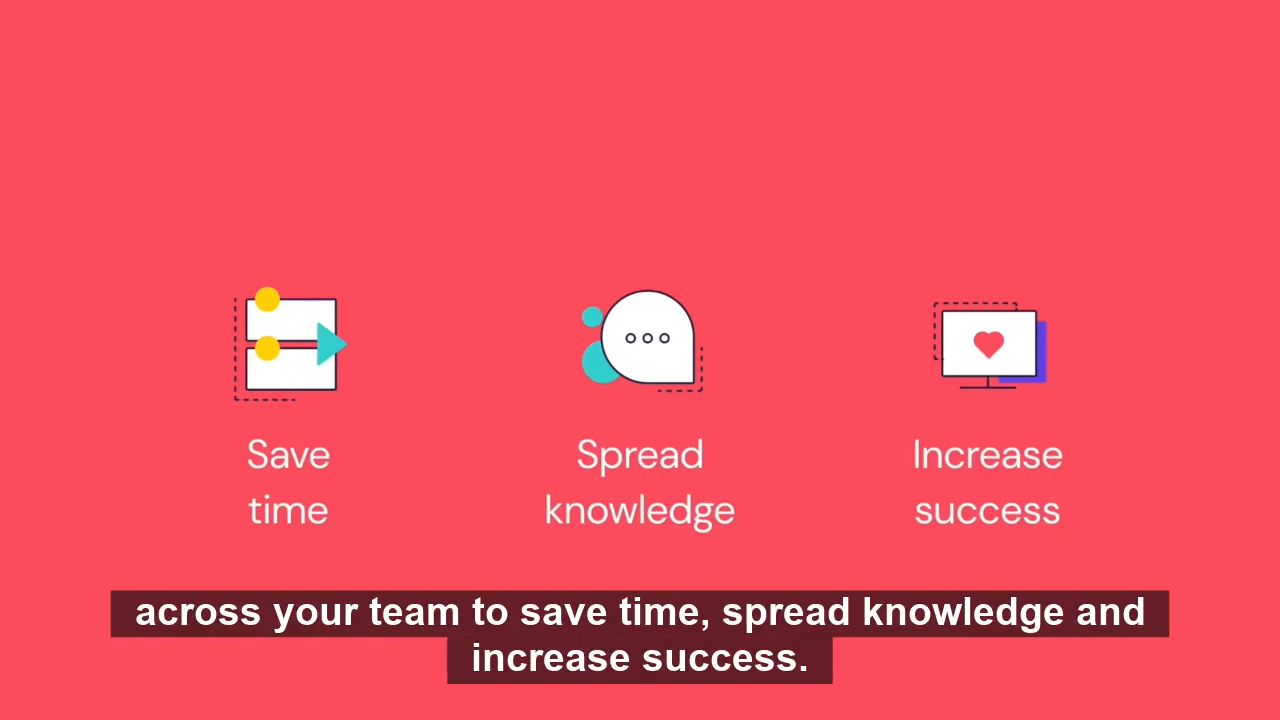 Save
time
Spread
knowledge
Increase
success
across your team to save time, spread knowledge and
increase success.